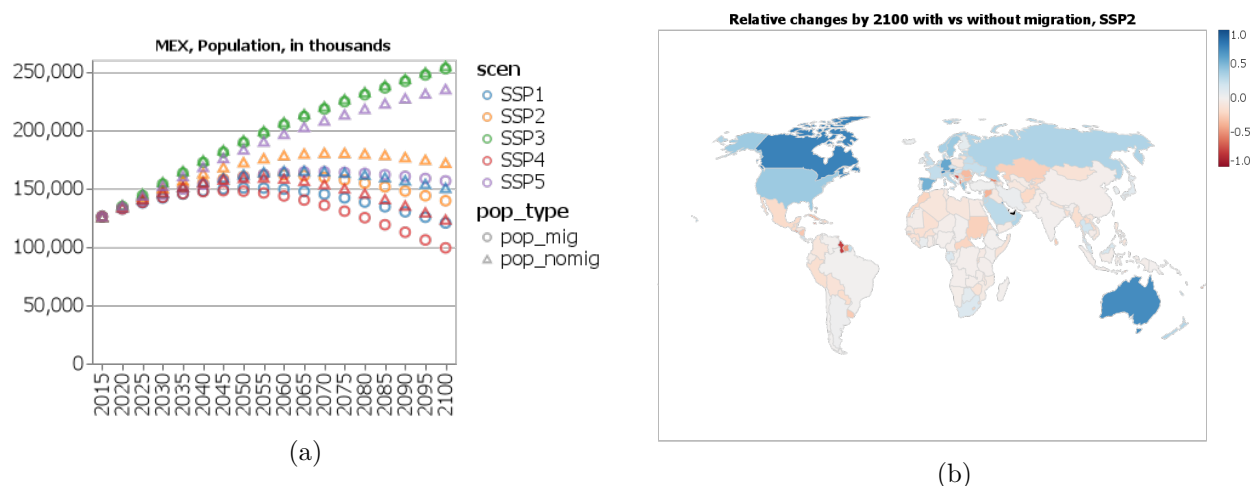 MEX, Population, in thousands
250,000
200,000
150,000
100,000
50,000
0
2015
2020
2025
2030
2035
2040
2045
2050
2055
2060
2065
2070
2075
2080
2085
2090
2095
2100
scen
SSP1
SSP2
SSP3
SSP4
SSP5
pop_type
pop_mig
pop_nomig
(a)
Relative changes by 2100 with vs without migration, SSP2
1.0
0.5
0.0
-0.5
-1.0
(b)